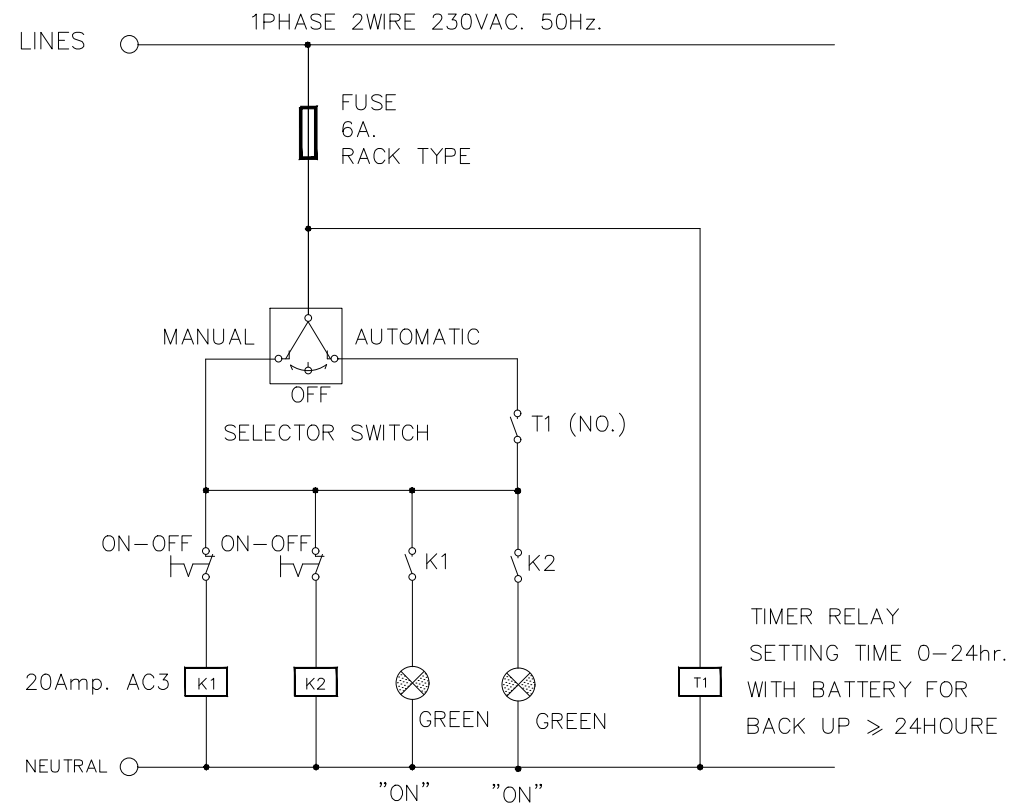 1PHASE 2WIRE 230VAC. 50Hz.
LINES
FUSE
6A.
RACK TYPE
MANUAL
AUTOMATIC
OFF
SELECTOR SWITCH
T1 (NO.)
ON-OFF
ON-OFF
K1
K2
TIMER RELAY
SETTING TIME 0-24hr.
WITH BATTERY FOR
BACK UP ⩾ 24HOURE
20Amp. AC3
K1
K2
T1
GREEN
GREEN
NEUTRAL
"ON"
"ON"